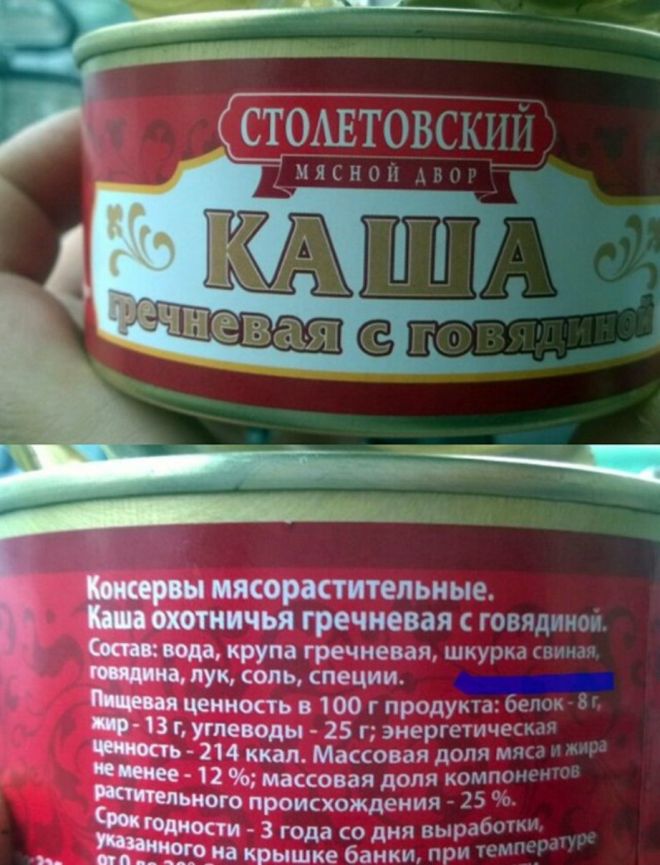 СТОЛЕТОВСКИЙ
МЯСНОЙ ДВОР
КАША
гречневая с говядиной
Консервы мясорастительные.
Каша охотничья гречневая с говядиной.
Состав: вода, крупа гречневая, шкурка свиная,
говядина, лук, соль, специи.
Пищевая ценность в 100 г продукта: белок - 8 г,
жир - 13 г, углеводы - 25 г; энергетическая
ценность - 214 ккал. Массовая доля мяса и жира
не менее - 12 %; массовая доля компонентов
растительного происхождения - 25 %.
Срок годности - 3 года со дня выработки,
указанного на крышке банки, при температуре
от 0 до